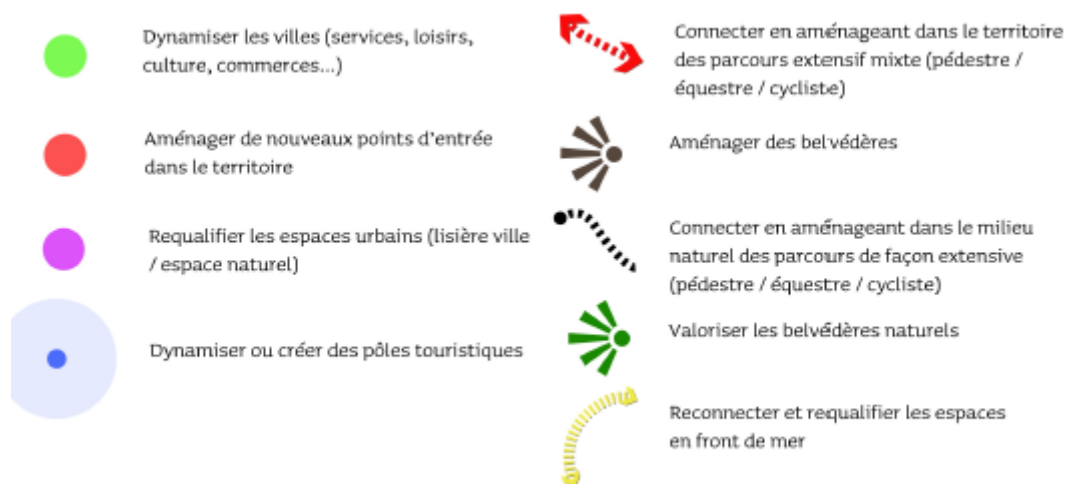 Dynamiser les villes (services, loisirs,
culture, commerces...)
Aménager de nouveaux points d'entrée
dans le territoire
Requalifier les espaces urbains (lisière ville
/ espace naturel)
Dynamiser ou créer des pôles touristiques
Connecter en aménageant dans le territoire
des parcours extensif mixte (pédestre /
équestre / cycliste)
Aménager des belvédères
Connecter en aménageant dans le milieu
naturel des parcours de façon extensive
(pédestre / équestre / cycliste)
Valoriser les belvédères naturels
Reconnecter et requalifier les espaces
en front de mer